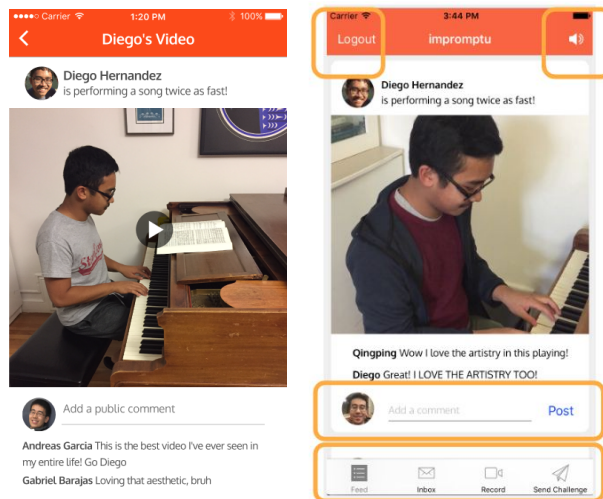 Carrier 1:20 PM 100%
Diego's Video
Diego Hernandez
is performing a song twice as fast!
Add a public comment
Andreas Garcia This is the best video I've ever seen in
my entire life! Go Diego
Gabriel Barajas Loving that aesthetic, bruh
Carrier 3:44 PM
Logout impromptu
Diego Hernandez
is performing a song twice as fast!
Qingping Wow I love the artistry in this playing!
Diego Great! I LOVE THE ARTISTRY TOO!
Add a comment Post
Feed Inbox Record Send Challenge